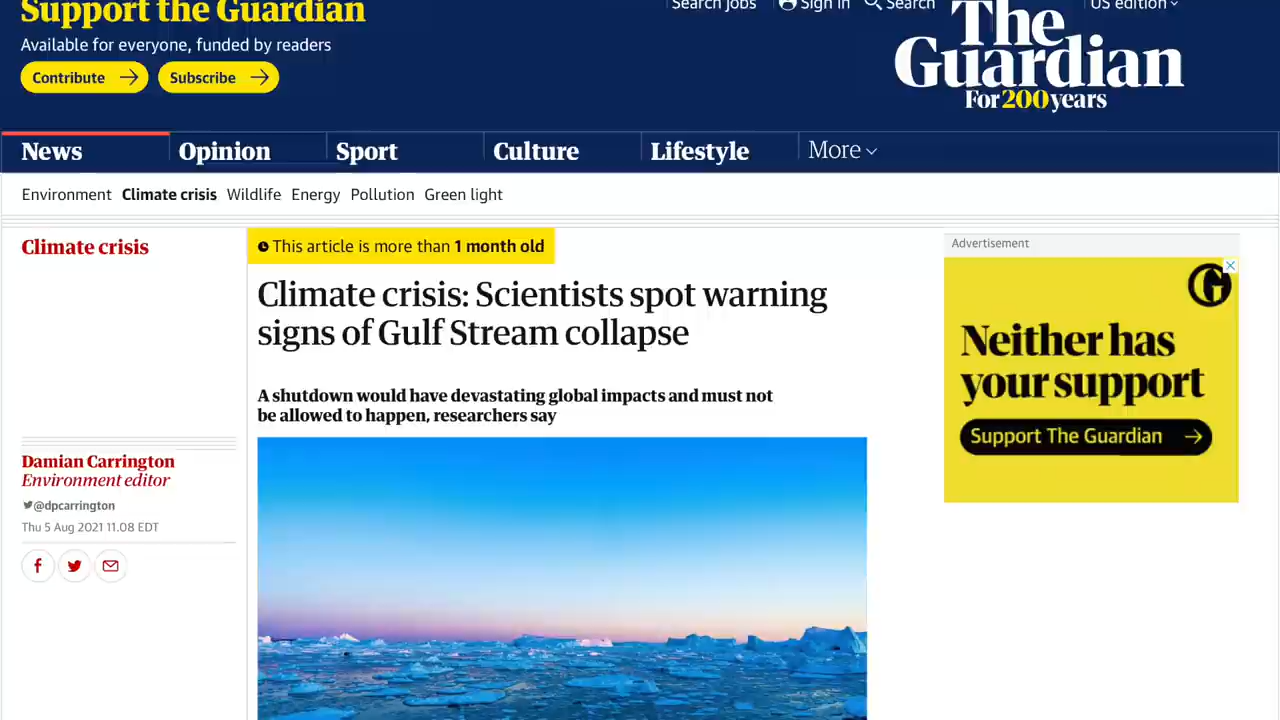 Support the Guardian
Available for everyone, funded by readers
Contribute
Subscribe
Search jobs
Sign in
Search
US edition
The
Guardian
For 200 years
News
Opinion
Sport
Culture
Lifestyle
More
Environment
Climate crisis
Wildlife
Energy
Pollution
Green light
Climate crisis
This article is more than 1 month old
Climate crisis: Scientists spot warning
signs of Gulf Stream collapse
A shutdown would have devastating global impacts and must not
be allowed to happen, researchers say
Damian Carrington
Environment editor
@dpcarrington
Thu 5 Aug 2021 11.08 EDT
Advertisement
G
Neither has
your support
Support The Guardian